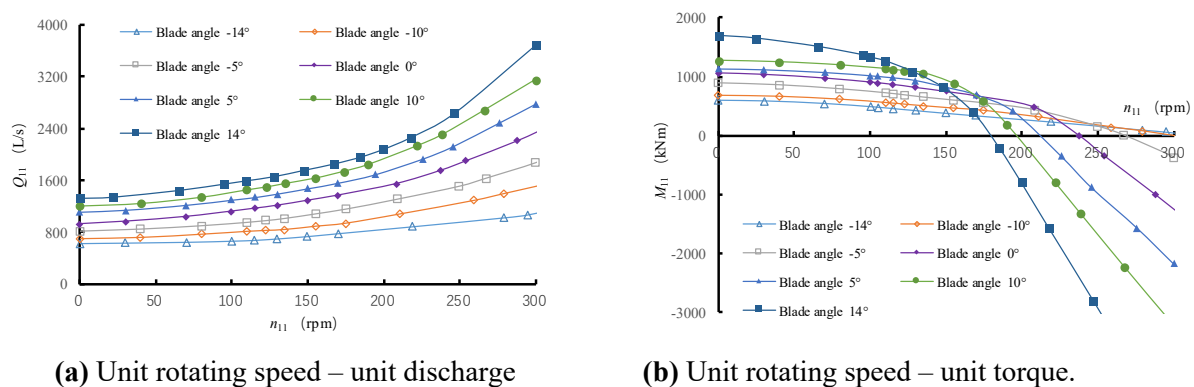 4000
3200
2400
1600
800
0
Q₁₁ (L/s)
Blade angle -14°
Blade angle -10°
Blade angle -5°
Blade angle 0°
Blade angle 5°
Blade angle 10°
Blade angle 14°
0 50 100 150 200 250 300
n₁₁ (rpm)
(a) Unit rotating speed – unit discharge
2000
1000
0
-1000
-2000
-3000
M₁₁ (kNm)
n₁₁ (rpm)
0 50 100 150 200 250 300
Blade angle -14°
Blade angle -10°
Blade angle -5°
Blade angle 0°
Blade angle 5°
Blade angle 10°
Blade angle 14°
(b) Unit rotating speed – unit torque.